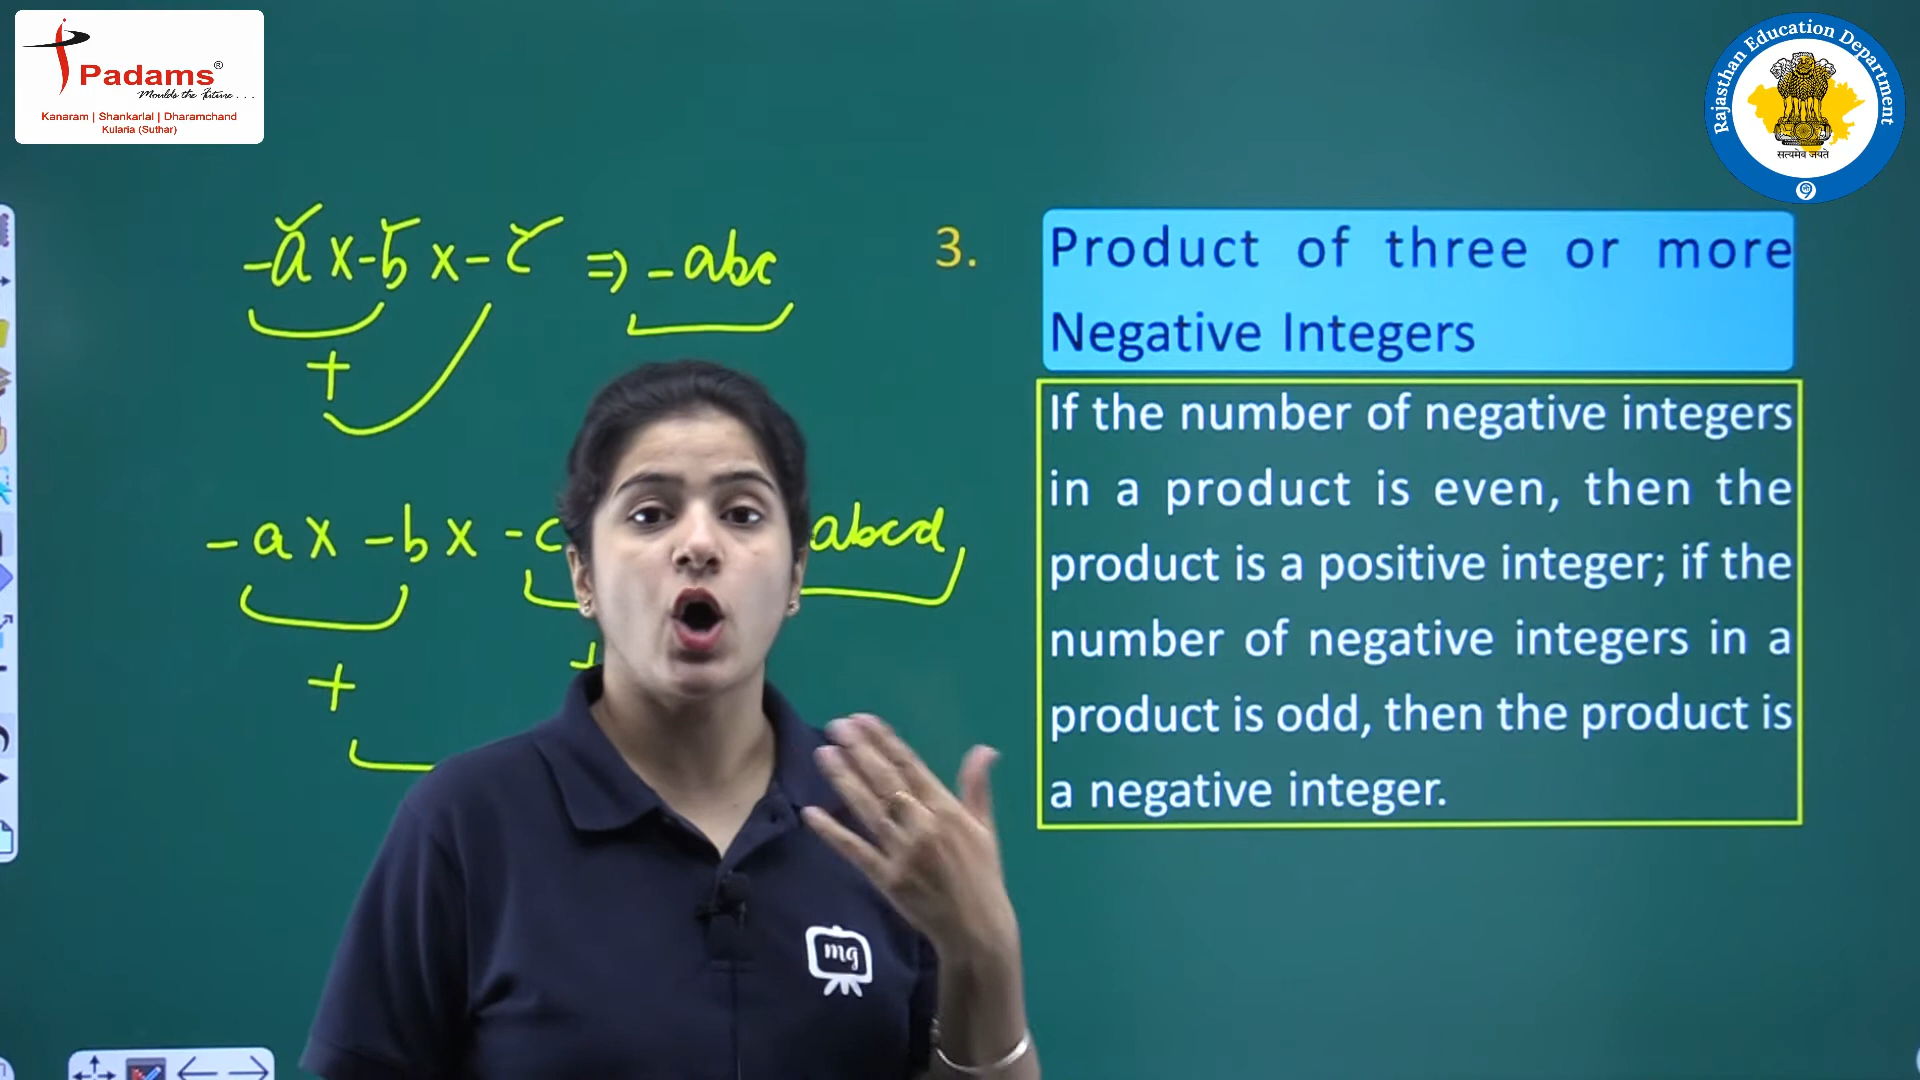 Padams®
Moulds the Future . . .
Kanaram | Shankarlal | Dharamchand
Kularia (Suthar)
Rajasthan Education Department
सत्यमेव जयते
-a x -b x - c ⇒ - abc
+
3.
Product of three or more
Negative Integers
-a x -b x -c
abcd
+
If the number of negative integers
in a product is even, then the
product is a positive integer; if the
number of negative integers in a
product is odd, then the product is
a negative integer.
mg